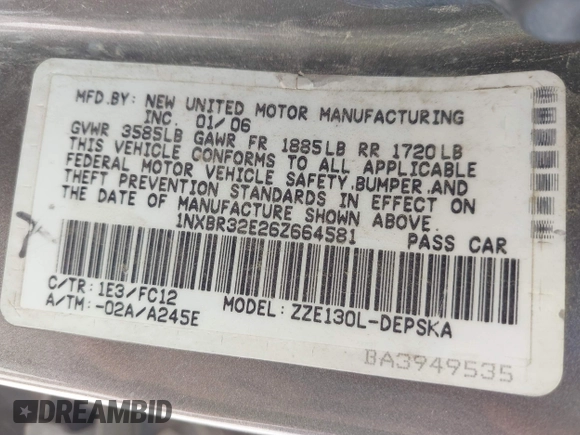 MFD.BY: NEW UNITED MOTOR MANUFACTURING
INC. 01/06
GVWR 3585LB GAWR FR 1885LB RR 1720LB
THIS VEHICLE CONFORMS TO ALL APPLICABLE
FEDERAL MOTOR VEHICLE SAFETY,BUMPER,AND
THEFT PREVENTION STANDARDS IN EFFECT ON
THE DATE OF MANUFACTURE SHOWN ABOVE.
1NXBR32E26Z664581 PASS CAR
C/TR: 1E3/FC12 MODEL: ZZE130L-DEPSKA
A/TM: -02A/A245E
BA3949535
DREAMBID